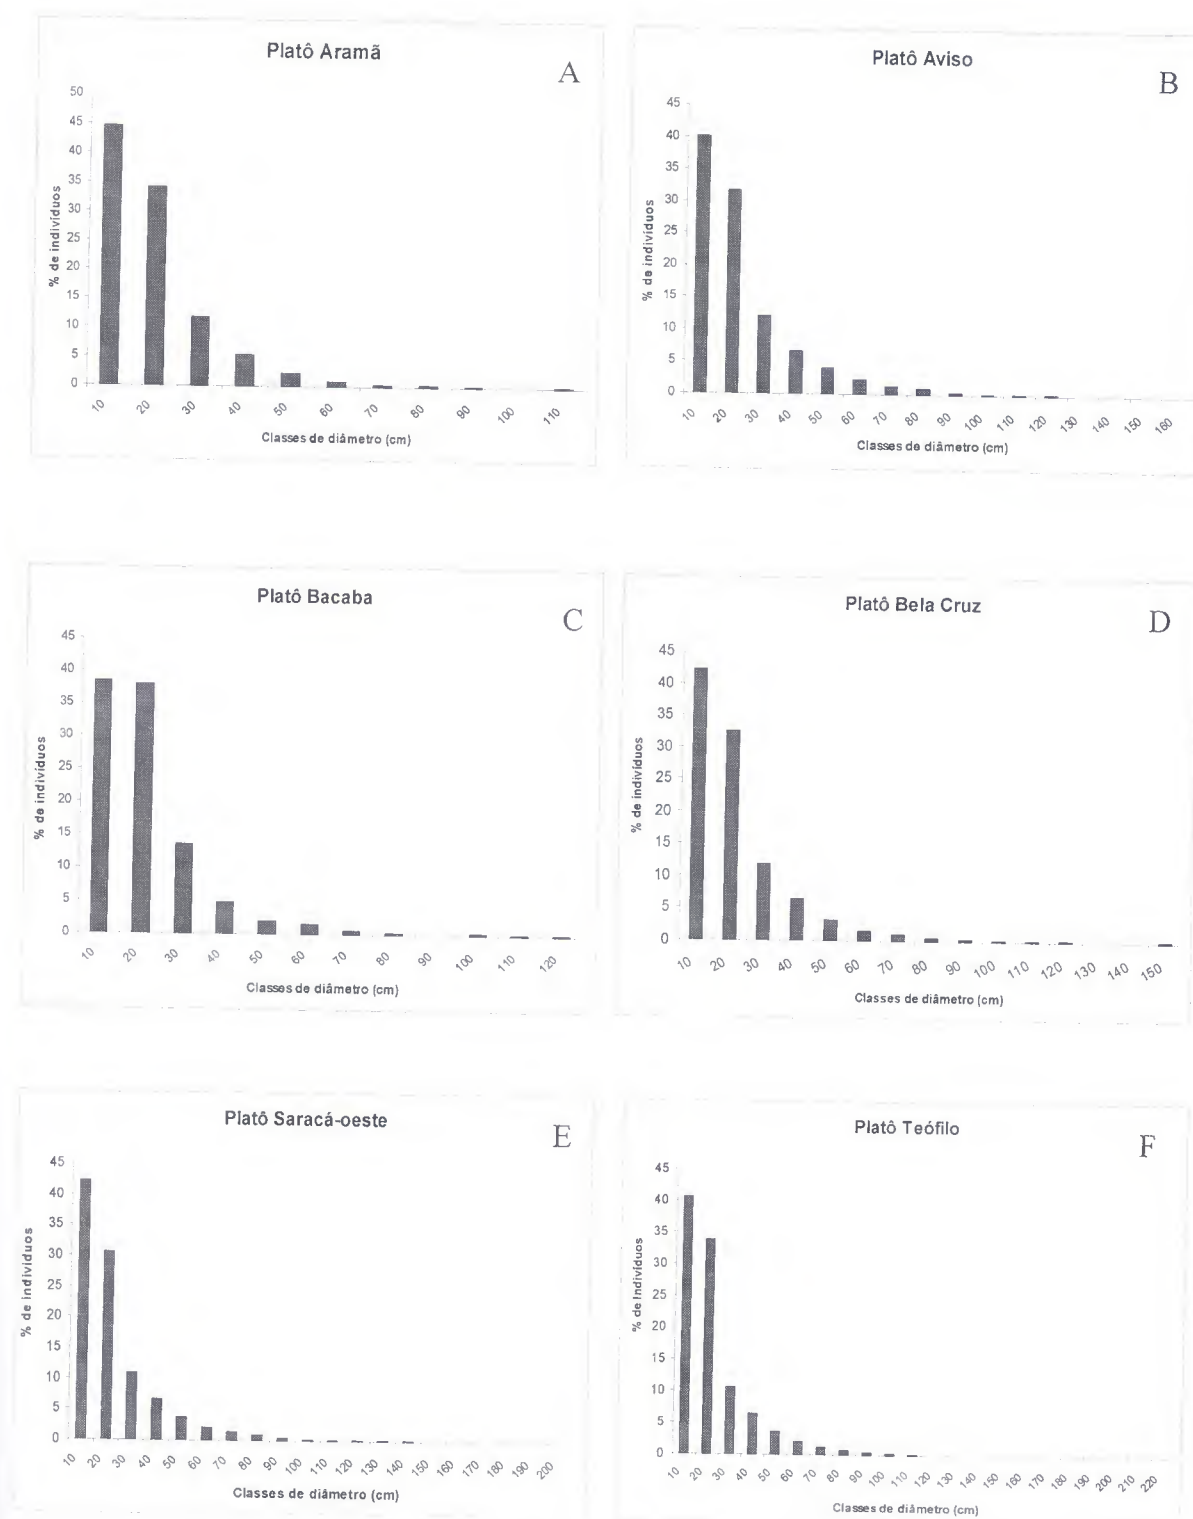 Platô Aramã
A
% de indivíduos
50
45
40
35
30
25
20
15
10
5
0
10 20 30 40 50 60 70 80 90 100 110
Classes de diâmetro (cm)
Platô Aviso
B
% de indivíduos
45
40
35
30
25
20
15
10
5
0
10 20 30 40 50 60 70 80 90 100 110 120 130 140 150 160
Classes de diâmetro (cm)
Platô Bacaba
C
% de indivíduos
45
40
35
30
25
20
15
10
5
0
10 20 30 40 50 60 70 80 90 100 110 120
Classes de diâmetro (cm)
Platô Bela Cruz
D
% de indivíduos
45
40
35
30
25
20
15
10
5
0
10 20 30 40 50 60 70 80 90 100 110 120 130 140 150
Classes de diâmetro (cm)
Platô Saracá-oeste
E
% de indivíduos
45
40
35
30
25
20
15
10
5
0
10 20 30 40 50 60 70 80 90 100 110 120 130 140 150 160 170 180 190 200
Classes de diâmetro (cm)
Platô Teófilo
F
% de Indivíduos
45
40
35
30
25
20
15
10
5
0
10 20 30 40 50 60 70 80 90 100 110 120 130 140 150 160 170 180 190 200 210 220
Classes de diâmetro (cm)